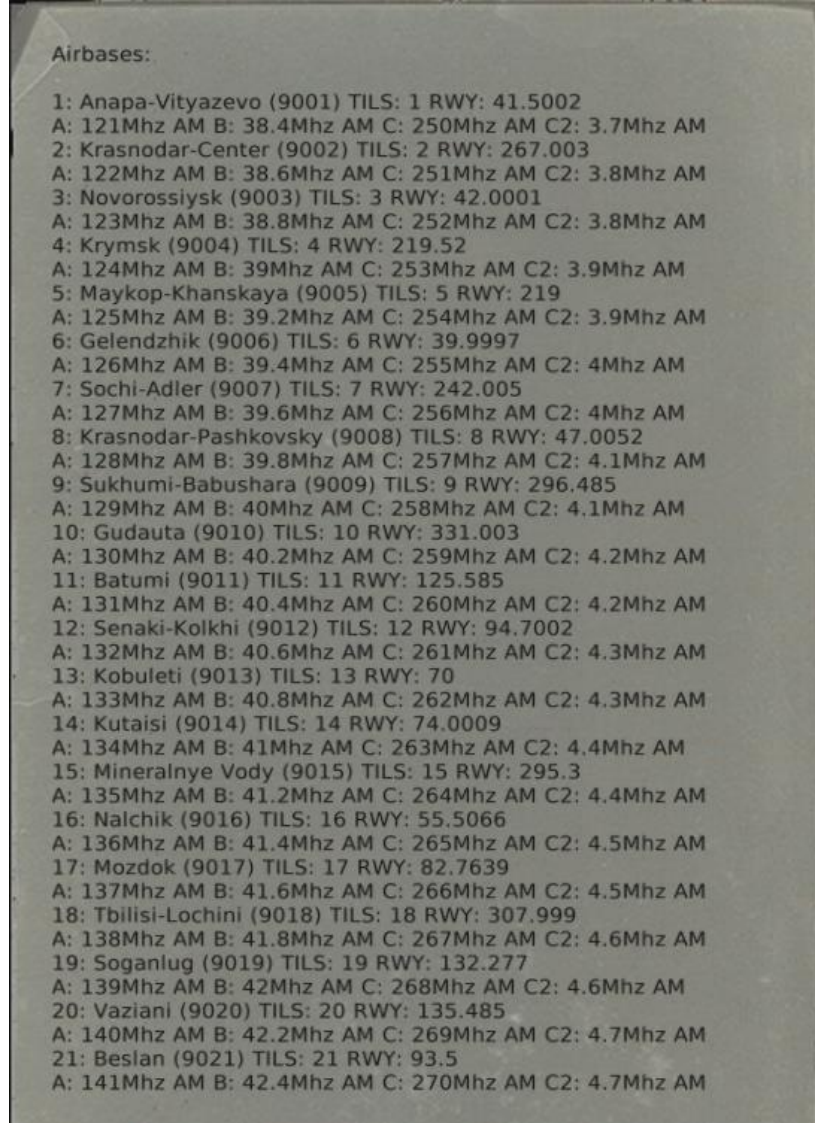 Airbases:
1: Anapa-Vityazevo (9001) TILS: 1 RWY: 41.5002
A: 121Mhz AM B: 38.4Mhz AM C: 250Mhz AM C2: 3.7Mhz AM
2: Krasnodar-Center (9002) TILS: 2 RWY: 267.003
A: 122Mhz AM B: 38.6Mhz AM C: 251Mhz AM C2: 3.8Mhz AM
3: Novorossiysk (9003) TILS: 3 RWY: 42.0001
A: 123Mhz AM B: 38.8Mhz AM C: 252Mhz AM C2: 3.8Mhz AM
4: Krymsk (9004) TILS: 4 RWY: 219.52
A: 124Mhz AM B: 39Mhz AM C: 253Mhz AM C2: 3.9Mhz AM
5: Maykop-Khanskaya (9005) TILS: 5 RWY: 219
A: 125Mhz AM B: 39.2Mhz AM C: 254Mhz AM C2: 3.9Mhz AM
6: Gelendzhik (9006) TILS: 6 RWY: 39.9997
A: 126Mhz AM B: 39.4Mhz AM C: 255Mhz AM C2: 4Mhz AM
7: Sochi-Adler (9007) TILS: 7 RWY: 242.005
A: 127Mhz AM B: 39.6Mhz AM C: 256Mhz AM C2: 4Mhz AM
8: Krasnodar-Pashkovsky (9008) TILS: 8 RWY: 47.0052
A: 128Mhz AM B: 39.8Mhz AM C: 257Mhz AM C2: 4.1Mhz AM
9: Sukhumi-Babushara (9009) TILS: 9 RWY: 296.485
A: 129Mhz AM B: 40Mhz AM C: 258Mhz AM C2: 4.1Mhz AM
10: Gudauta (9010) TILS: 10 RWY: 331.003
A: 130Mhz AM B: 40.2Mhz AM C: 259Mhz AM C2: 4.2Mhz AM
11: Batumi (9011) TILS: 11 RWY: 125.585
A: 131Mhz AM B: 40.4Mhz AM C: 260Mhz AM C2: 4.2Mhz AM
12: Senaki-Kolkhi (9012) TILS: 12 RWY: 94.7002
A: 132Mhz AM B: 40.6Mhz AM C: 261Mhz AM C2: 4.3Mhz AM
13: Kobuleti (9013) TILS: 13 RWY: 70
A: 133Mhz AM B: 40.8Mhz AM C: 262Mhz AM C2: 4.3Mhz AM
14: Kutaisi (9014) TILS: 14 RWY: 74.0009
A: 134Mhz AM B: 41Mhz AM C: 263Mhz AM C2: 4.4Mhz AM
15: Mineralnye Vody (9015) TILS: 15 RWY: 295.3
A: 135Mhz AM B: 41.2Mhz AM C: 264Mhz AM C2: 4.4Mhz AM
16: Nalchik (9016) TILS: 16 RWY: 55.5066
A: 136Mhz AM B: 41.4Mhz AM C: 265Mhz AM C2: 4.5Mhz AM
17: Mozdok (9017) TILS: 17 RWY: 82.7639
A: 137Mhz AM B: 41.6Mhz AM C: 266Mhz AM C2: 4.5Mhz AM
18: Tbilisi-Lochini (9018) TILS: 18 RWY: 307.999
A: 138Mhz AM B: 41.8Mhz AM C: 267Mhz AM C2: 4.6Mhz AM
19: Soganlug (9019) TILS: 19 RWY: 132.277
A: 139Mhz AM B: 42Mhz AM C: 268Mhz AM C2: 4.6Mhz AM
20: Vaziani (9020) TILS: 20 RWY: 135.485
A: 140Mhz AM B: 42.2Mhz AM C: 269Mhz AM C2: 4.7Mhz AM
21: Beslan (9021) TILS: 21 RWY: 93.5
A: 141Mhz AM B: 42.4Mhz AM C: 270Mhz AM C2: 4.7Mhz AM